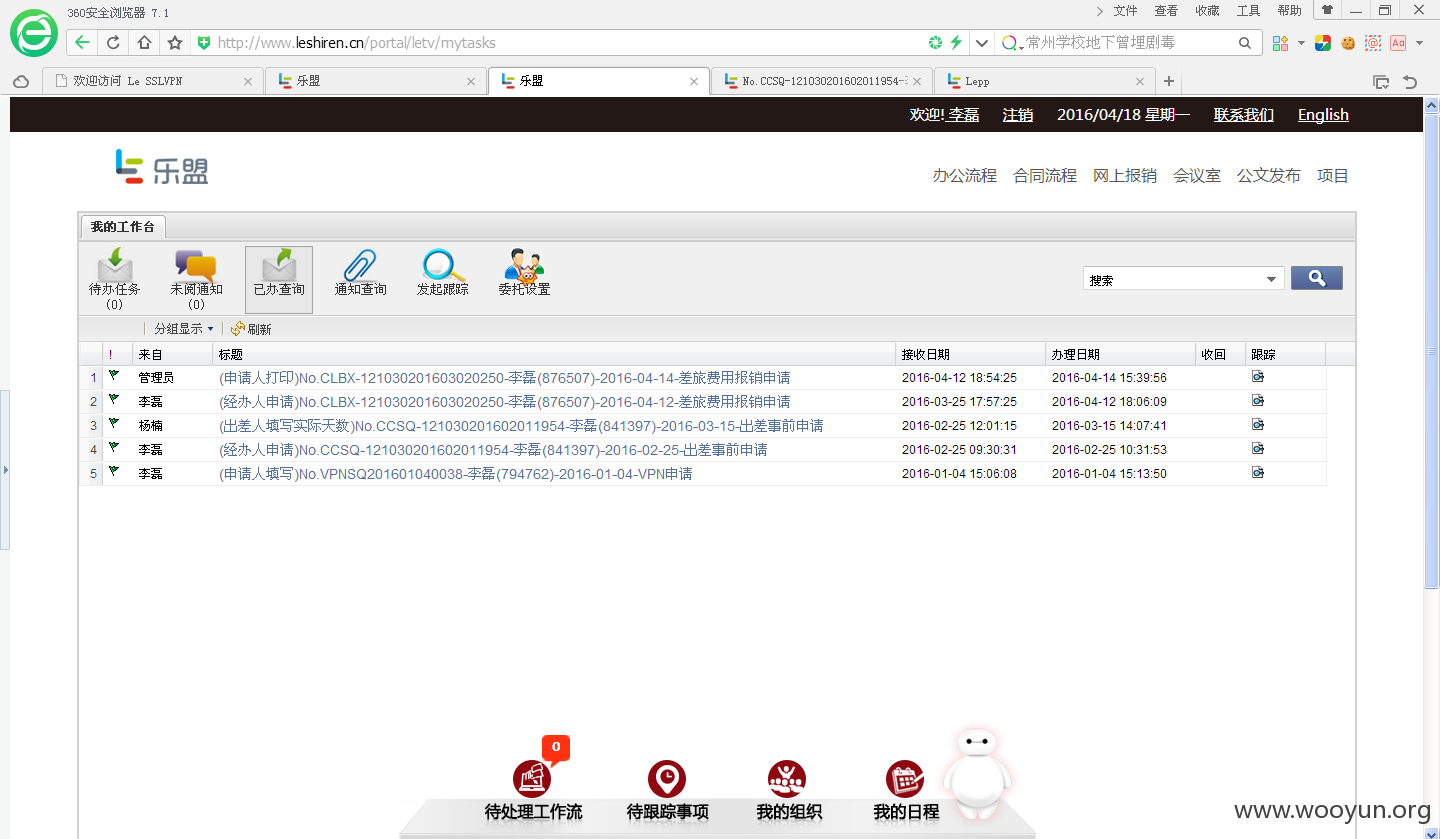 360安全浏览器 7.1 文件 查看 收藏 工具 帮助
http://www.leshiren.cn/portal/letv/mytasks 常州学校地下曾埋剧毒
欢迎访问 Le SSLVPN 乐盟 乐盟 No.CCSQ-121030201602011954- Lepp
欢迎! 李磊 注销 2016/04/18 星期一 联系我们 English
乐盟
办公流程 合同流程 网上报销 会议室 公文发布 项目
我的工作台
待办任务 未阅通知 已办查询 通知查询 发起跟踪 委托设置 搜索
(0) (0)
分组显示 刷新
! 来自 标题 接收日期 办理日期 收回 跟踪
1 管理员 (申请人打印)No.CLBX-121030201603020250-李磊(876507)-2016-04-14-差旅费用报销申请 2016-04-12 18:54:25 2016-04-14 15:39:56
2 李磊 (经办人申请)No.CLBX-121030201603020250-李磊(876507)-2016-04-12-差旅费用报销申请 2016-03-25 17:57:25 2016-04-12 18:06:09
3 杨楠 (出差人填写实际天数)No.CCSQ-121030201602011954-李磊(841397)-2016-03-15-出差事前申请 2016-02-25 12:01:15 2016-03-15 14:07:41
4 李磊 (经办人申请)No.CCSQ-121030201602011954-李磊(841397)-2016-02-25-出差事前申请 2016-02-25 09:30:31 2016-02-25 10:31:53
5 李磊 (申请人填写)No.VPNSQ201601040038-李磊(794762)-2016-01-04-VPN申请 2016-01-04 15:06:08 2016-01-04 15:13:50
0
待处理工作流 待跟踪事项 我的组织 我的日程
www.wooyun.org